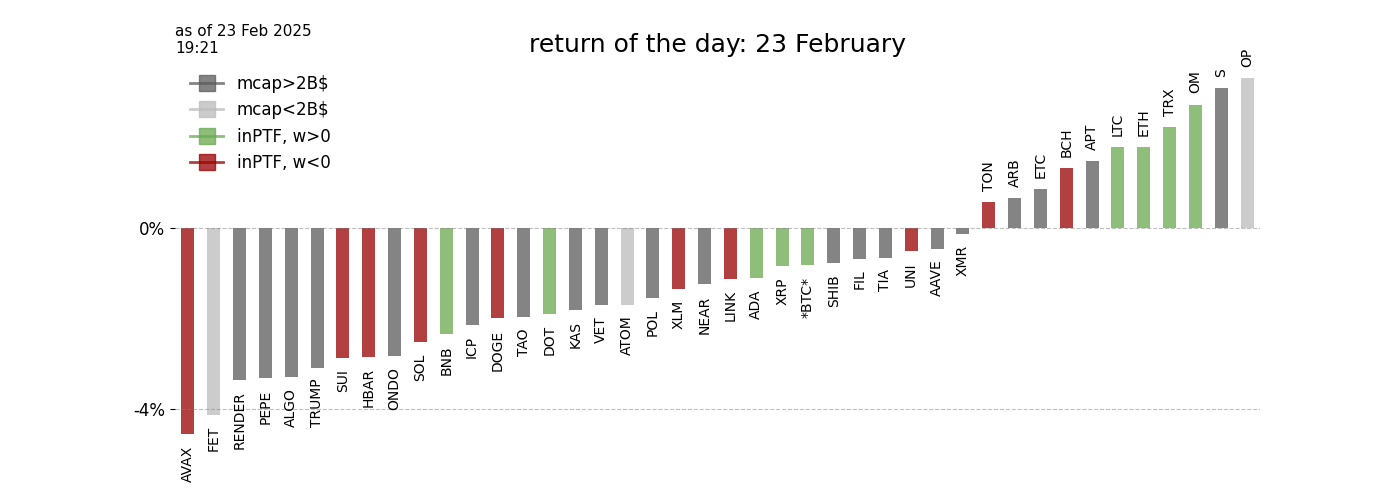 as of 23 Feb 2025
19:21
return of the day: 23 February
mcap>2B$
mcap<2B$
inPTF, w>0
inPTF, w<0
0%
-4%
AVAX
FET
RENDER
PEPE
ALGO
TRUMP
SUI
HBAR
ONDO
SOL
BNB
ICP
DOGE
TAO
DOT
KAS
VET
ATOM
POL
XLM
NEAR
LINK
ADA
XRP
*BTC*
SHIB
FIL
TIA
UNI
AAVE
XMR
TON
ARB
ETC
BCH
APT
LTC
ETH
TRX
OM
S
OP